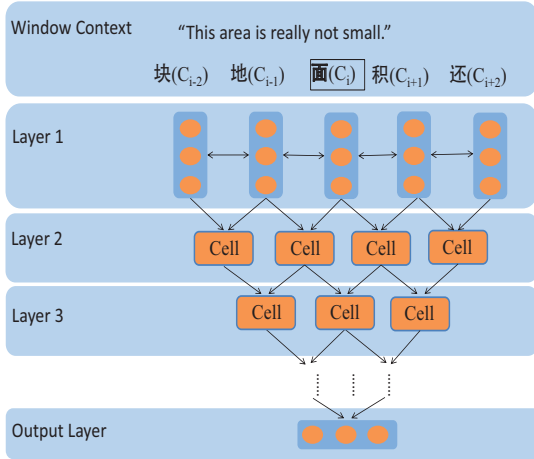 Window Context
“This area is really not small.”
块(Ci-2) 地(Ci-1) 面(Ci) 积(Ci+1) 还(Ci+2)
Layer 1
Layer 2
Cell Cell Cell Cell
Layer 3
Cell Cell Cell
Output Layer